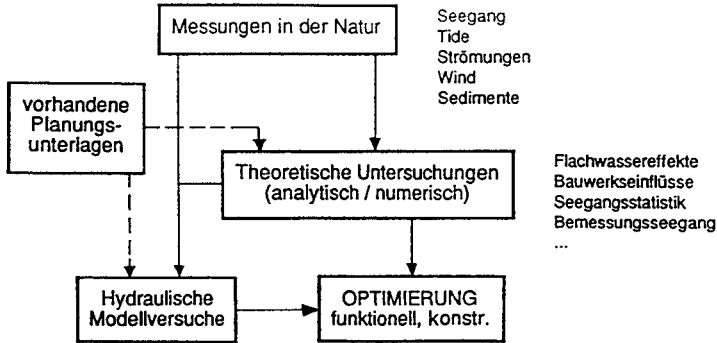 Messungen in der Natur
Seegang
Tide
Strömungen
Wind
Sedimente
vorhandene
Planungs-
unterlagen
Theoretische Untersuchungen
(analytisch / numerisch)
Flachwassereffekte
Bauwerkseinflüsse
Seegangsstatistik
Bemessungsseegang
...
Hydraulische
Modellversuche
OPTIMIERUNG
funktionell, konstr.